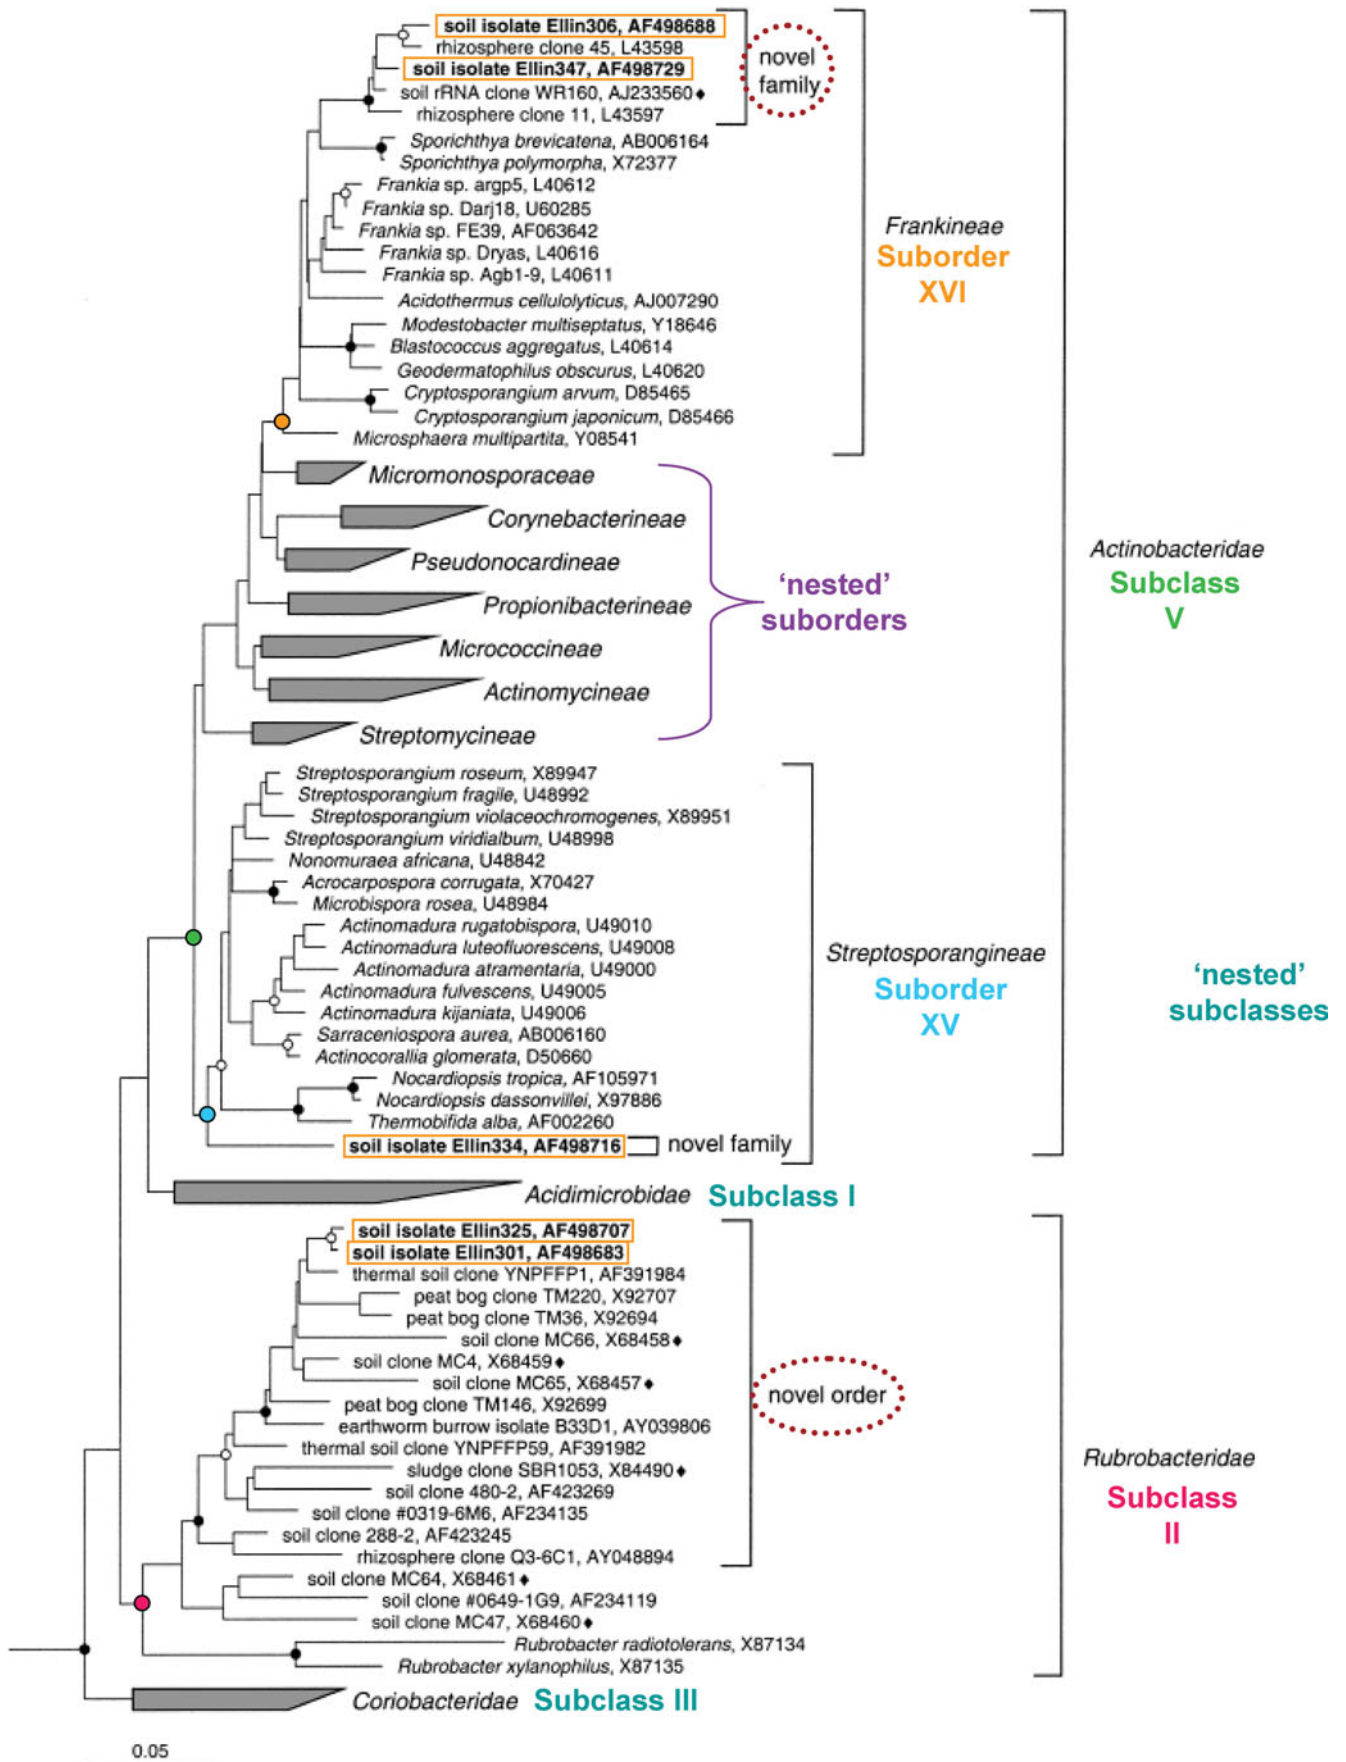 soil isolate Ellin306, AF498688
rhizosphere clone 45, L43598
soil isolate Ellin347, AF498729
soil rRNA clone WR160, AJ233560♦
rhizosphere clone 11, L43597
novel
family
Sporichthya brevicatena, AB006164
Sporichthya polymorpha, X72377
Frankia sp. argp5, L40612
Frankia sp. Darj18, U60285
Frankia sp. FE39, AF063642
Frankia sp. Dryas, L40616
Frankia sp. Agb1-9, L40611
Acidothermus cellulolyticus, AJ007290
Modestobacter multiseptatus, Y18646
Blastococcus aggregatus, L40614
Geodermatophilus obscurus, L40620
Cryptosporangium arvum, D85465
Cryptosporangium japonicum, D85466
Microsphaera multipartita, Y08541
Frankineae
Suborder
XVI
Micromonosporaceae
Corynebacterineae
Pseudonocardineae
Propionibacterineae
Micrococcineae
Actinomycineae
Streptomycineae
‘nested’
suborders
Actinobacteridae
Subclass
V
Streptosporangium roseum, X89947
Streptosporangium fragile, U48992
Streptosporangium violaceochromogenes, X89951
Streptosporangium viridialbum, U48998
Nonomuraea africana, U48842
Acrocarpospora corrugata, X70427
Microbispora rosea, U48984
Actinomadura rugatobispora, U49010
Actinomadura luteofluorescens, U49008
Actinomadura atramentaria, U49000
Actinomadura fulvescens, U49005
Actinomadura kijaniata, U49006
Sarraceniospora aurea, AB006160
Actinocorallia glomerata, D50660
Nocardiopsis tropica, AF105971
Nocardiopsis dassonvillei, X97886
Thermobifida alba, AF002260
soil isolate Ellin334, AF498716
novel family
Streptosporangineae
Suborder
XV
‘nested’
subclasses
Acidimicrobidae Subclass I
soil isolate Ellin325, AF498707
soil isolate Ellin301, AF498683
thermal soil clone YNPFFP1, AF391984
peat bog clone TM220, X92707
peat bog clone TM36, X92694
soil clone MC66, X68458♦
soil clone MC4, X68459♦
soil clone MC65, X68457♦
peat bog clone TM146, X92699
earthworm burrow isolate B33D1, AY039806
thermal soil clone YNPFFP59, AF391982
sludge clone SBR1053, X84490♦
soil clone 480-2, AF423269
soil clone #0319-6M6, AF234135
soil clone 288-2, AF423245
rhizosphere clone Q3-6C1, AY048894
novel order
soil clone MC64, X68461♦
soil clone #0649-1G9, AF234119
soil clone MC47, X68460♦
Rubrobacter radiotolerans, X87134
Rubrobacter xylanophilus, X87135
Rubrobacteridae
Subclass
II
Coriobacteridae Subclass III
0.05